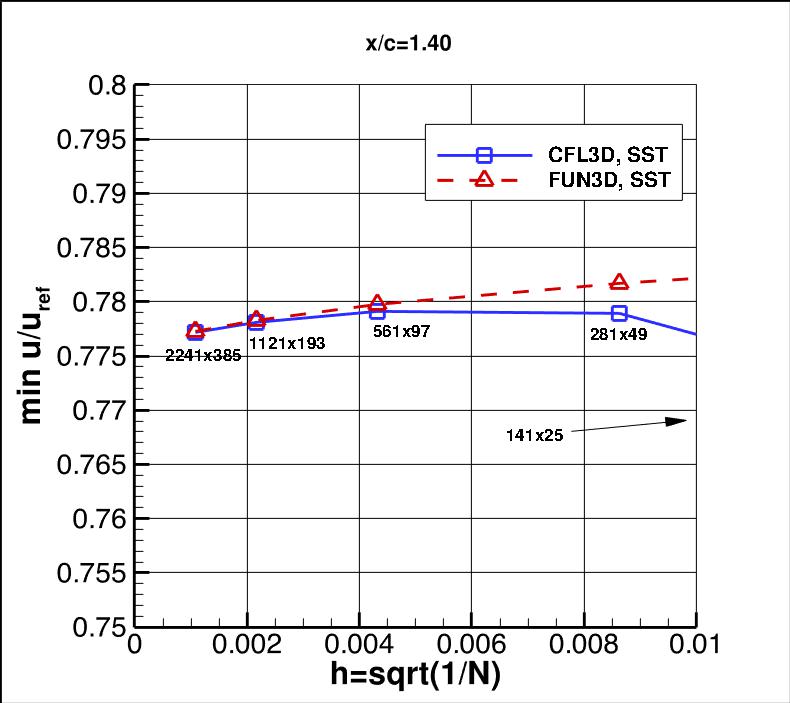 x/c=1.40
0.8
0.795
0.79
0.785
0.78
0.775
0.77
0.765
0.76
0.755
0.75
min u/uref
CFL3D, SST
FUN3D, SST
2241x385
1121x193
561x97
281x49
141x25
0
0.002
0.004
0.006
0.008
0.01
h=sqrt(1/N)